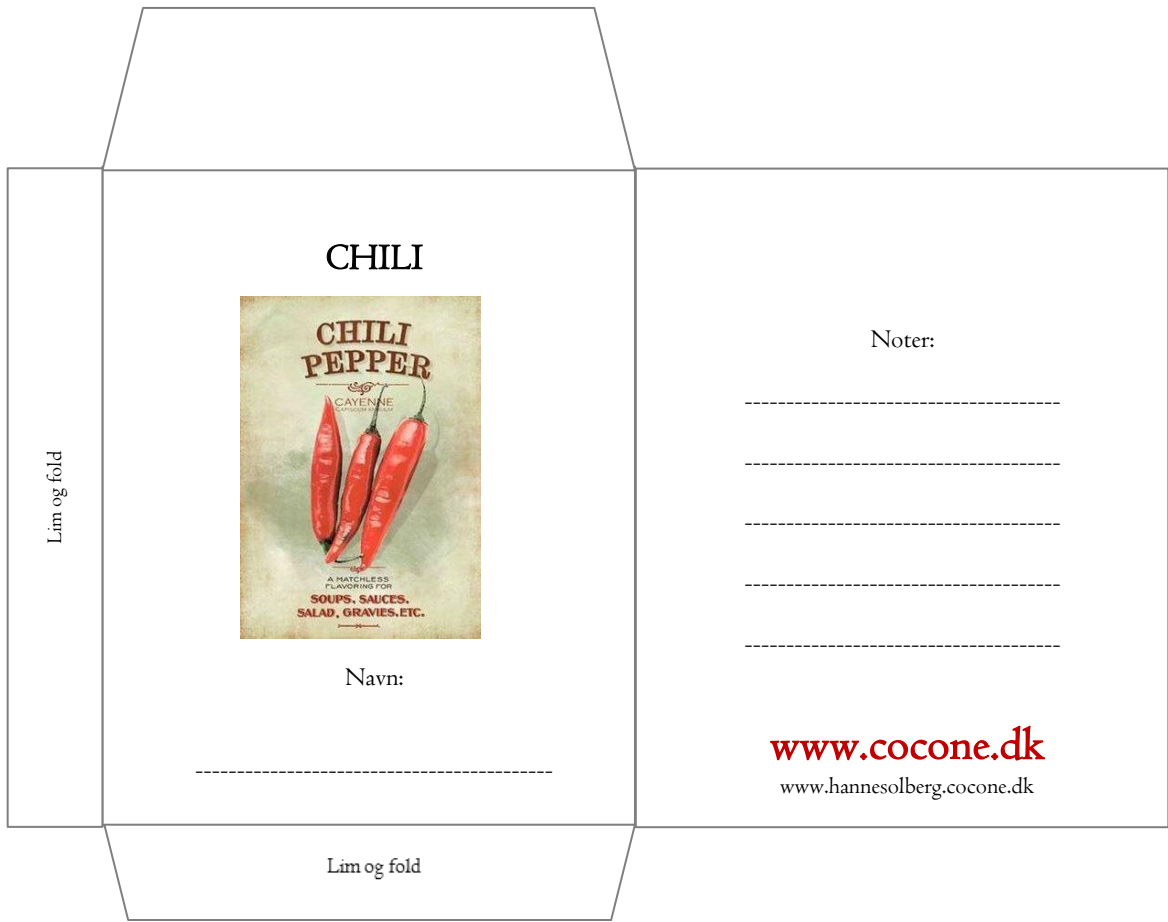 CHILI
CHILI
PEPPER
CAYENNE
A MATCHLESS
FLAVORING FOR
SOUPS, SAUCES,
SALAD, GRAVIES.ETC.
Navn:
Lim og fold
Lim og fold
Noter:
www.cocone.dk
www.hannesolberg.cocone.dk